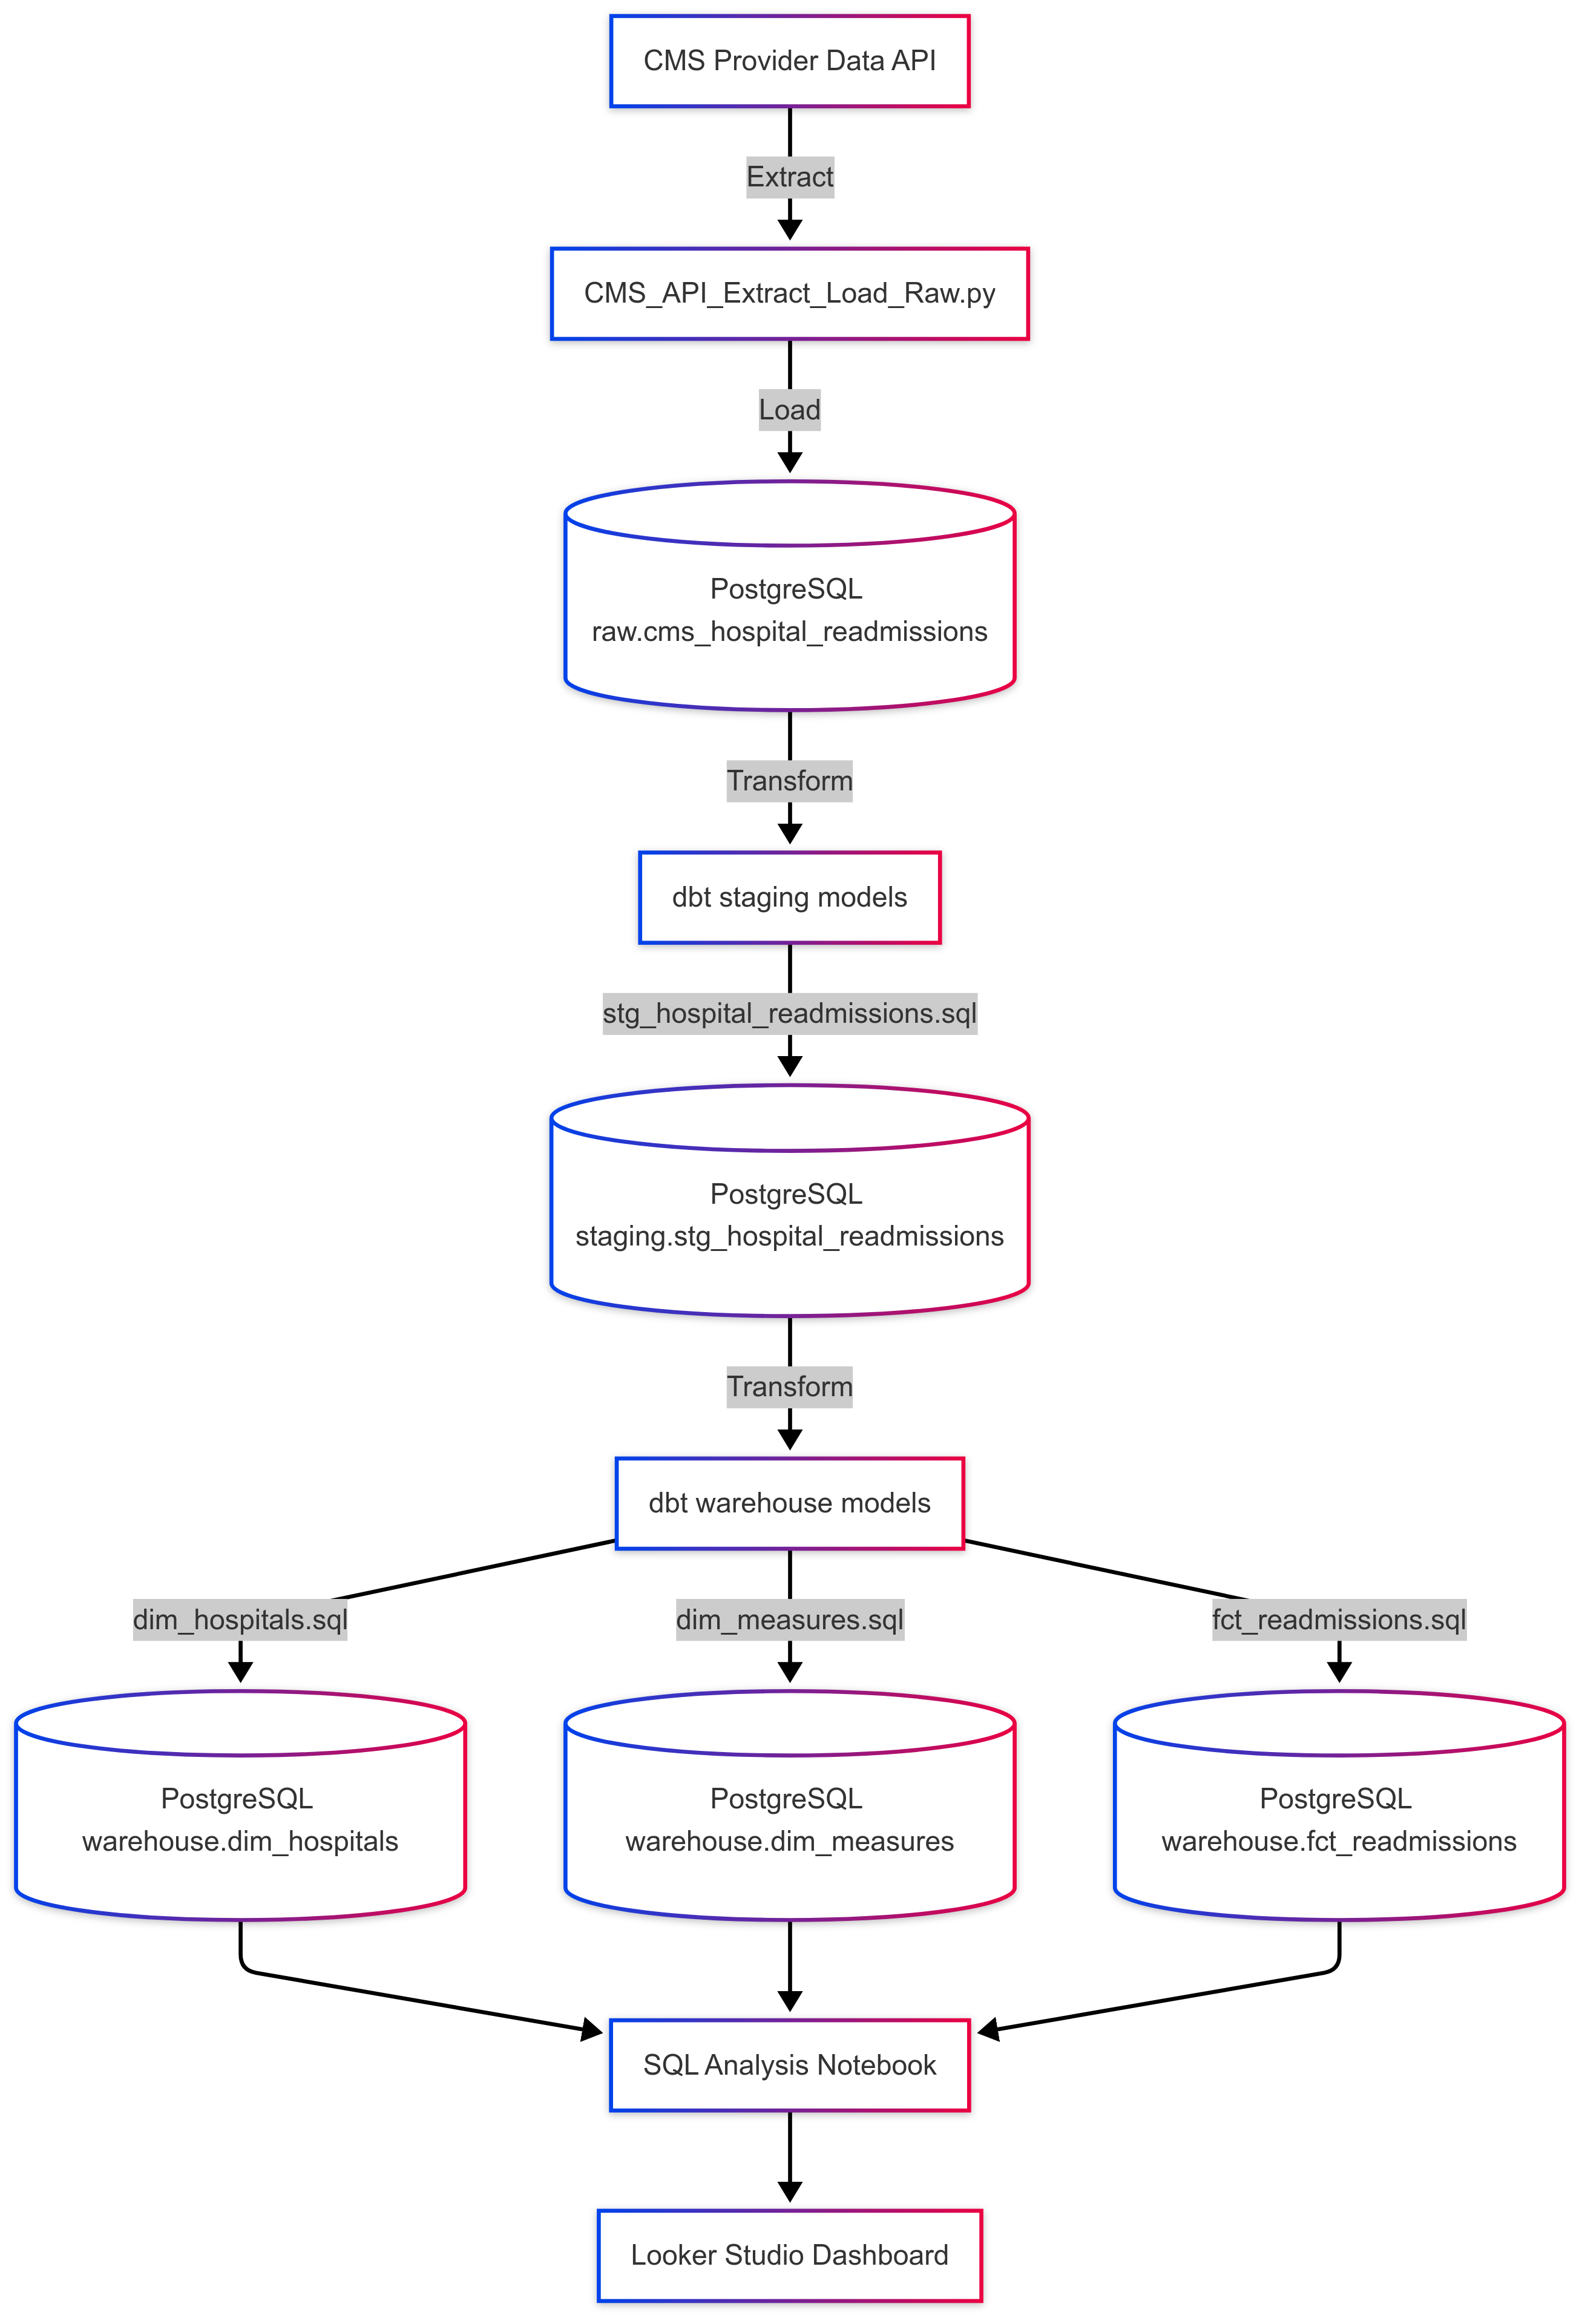 CMS Provider Data API
Extract
CMS_API_Extract_Load_Raw.py
Load
PostgreSQL
raw.cms_hospital_readmissions
Transform
dbt staging models
stg_hospital_readmissions.sql
PostgreSQL
staging.stg_hospital_readmissions
Transform
dbt warehouse models
dim_hospitals.sql
dim_measures.sql
fct_readmissions.sql
PostgreSQL
warehouse.dim_hospitals
PostgreSQL
warehouse.dim_measures
PostgreSQL
warehouse.fct_readmissions
SQL Analysis Notebook
Looker Studio Dashboard